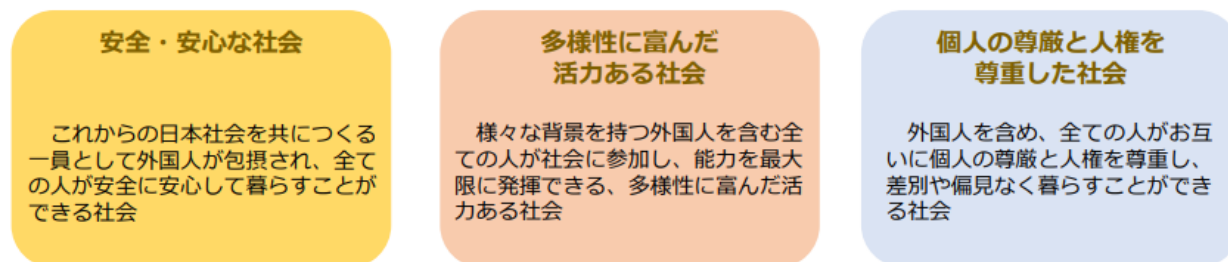 安全・安心な社会
これからの日本社会を共につくる
一員として外国人が包摂され、全て
の人が安全に安心して暮らすことが
できる社会
多様性に富んだ
活力ある社会
様々な背景を持つ外国人を含む全
ての人が社会に参加し、能力を最大
限に発揮できる、多様性に富んだ活
力ある社会
個人の尊厳と人権を
尊重した社会
外国人を含め、全ての人がお互
いに個人の尊厳と人権を尊重し、
差別や偏見なく暮らすことができ
る社会